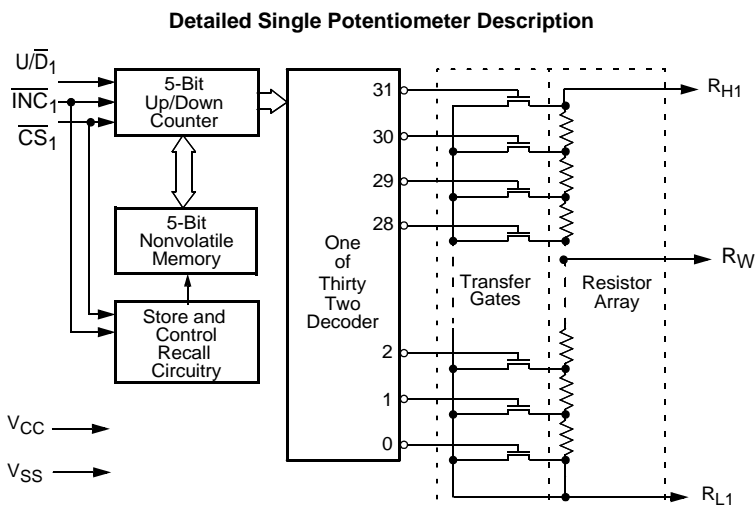 Detailed Single Potentiometer Description
U/D̅1
I̅N̅C̅1
C̅S̅1
5-Bit
Up/Down
Counter
5-Bit
Nonvolatile
Memory
Store and
Control
Recall
Circuitry
VCC
VSS
One
of
Thirty
Two
Decoder
31
30
29
28
2
1
0
Transfer
Gates
Resistor
Array
RH1
RW
RL1